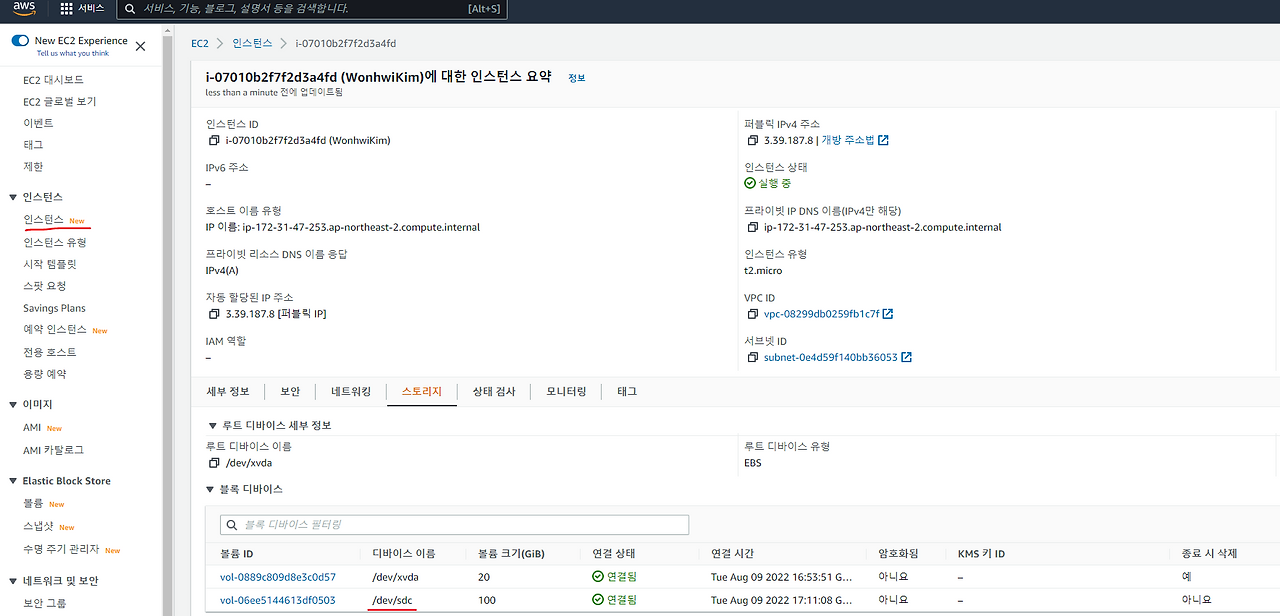 aws
서비스
서비스, 기능, 블로그, 설명서 등을 검색합니다.
[Alt+S]
New EC2 Experience
Tell us what you think
EC2 대시보드
EC2 글로벌 보기
이벤트
태그
제한
인스턴스
인스턴스 New
인스턴스 유형
시작 템플릿
스팟 요청
Savings Plans
예약 인스턴스 New
전용 호스트
용량 예약
이미지
AMI New
AMI 카탈로그
Elastic Block Store
볼륨 New
스냅샷 New
수명 주기 관리자 New
네트워크 및 보안
보안 그룹
EC2 > 인스턴스 > i-07010b2f7f2d3a4fd
i-07010b2f7f2d3a4fd (WonhwiKim)에 대한 인스턴스 요약 정보
less than a minute 전에 업데이트됨
인스턴스 ID
i-07010b2f7f2d3a4fd (WonhwiKim)
IPv6 주소
–
호스트 이름 유형
IP 이름: ip-172-31-47-253.ap-northeast-2.compute.internal
프라이빗 리소스 DNS 이름 응답
IPv4(A)
자동 할당된 IP 주소
3.39.187.8 [퍼블릭 IP]
IAM 역할
–
퍼블릭 IPv4 주소
3.39.187.8 | 개방 주소법
인스턴스 상태
실행 중
프라이빗 IP DNS 이름(IPv4만 해당)
ip-172-31-47-253.ap-northeast-2.compute.internal
인스턴스 유형
t2.micro
VPC ID
vpc-08299db0259fb1c7f
서브넷 ID
subnet-0e4d59f140bb36053
세부 정보 보안 네트워킹 스토리지 상태 검사 모니터링 태그
루트 디바이스 세부 정보
루트 디바이스 이름
/dev/xvda
루트 디바이스 유형
EBS
블록 디바이스
블록 디바이스 필터링
볼륨 ID 디바이스 이름 볼륨 크기(GiB) 연결 상태 연결 시간 암호화됨 KMS 키 ID 종료 시 삭제
vol-0889c809d8e3c0d57 /dev/xvda 20 연결됨 Tue Aug 09 2022 16:53:51 G... 아니요 – 예
vol-06ee5144613df0503 /dev/sdc 100 연결됨 Tue Aug 09 2022 17:11:08 G... 아니요 – 아니요